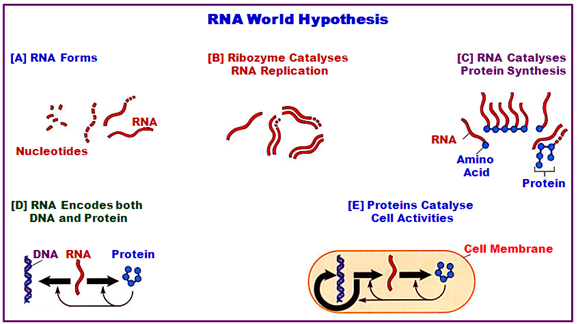 RNA World Hypothesis
[A] RNA Forms
Nucleotides
RNA
[B] Ribozyme Catalyses
RNA Replication
[C] RNA Catalyses
Protein Synthesis
RNA
Amino
Acid
Protein
[D] RNA Encodes both
DNA and Protein
DNA RNA Protein
[E] Proteins Catalyse
Cell Activities
Cell Membrane